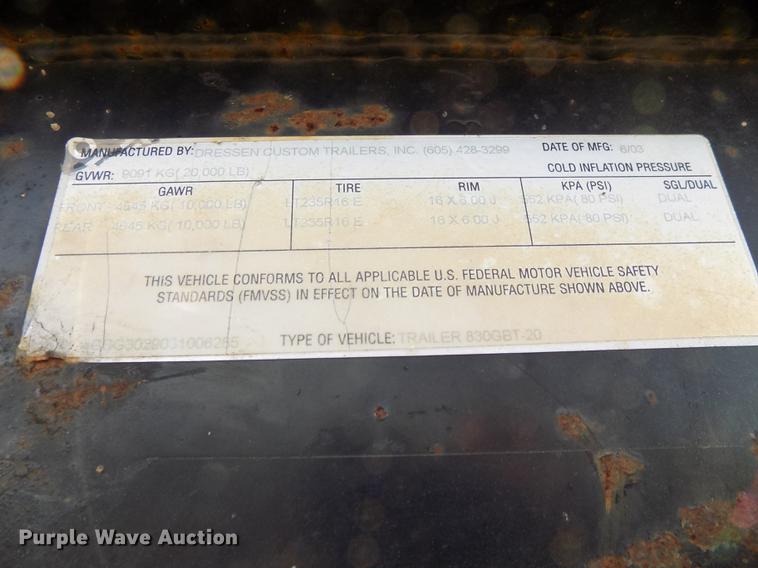 MANUFACTURED BY: DRESSEN CUSTOM TRAILERS, INC. (605) 428-3299 DATE OF MFG: 6/03
GVWR: 9091 KG( 20,000 LB) COLD INFLATION PRESSURE
GAWR TIRE RIM KPA (PSI) SGL/DUAL
FRONT 4545 KG( 10,000 LB) LT235R16 E 16 X 6.00 J 552 KPA( 80 PSI) DUAL
REAR 4545 KG( 10,000 LB) LT235R16 E 16 X 6.00 J 552 KPA( 80 PSI) DUAL
THIS VEHICLE CONFORMS TO ALL APPLICABLE U.S. FEDERAL MOTOR VEHICLE SAFETY
STANDARDS (FMVSS) IN EFFECT ON THE DATE OF MANUFACTURE SHOWN ABOVE.
TYPE OF VEHICLE: TRAILER 830GBT-20
Purple Wave Auction